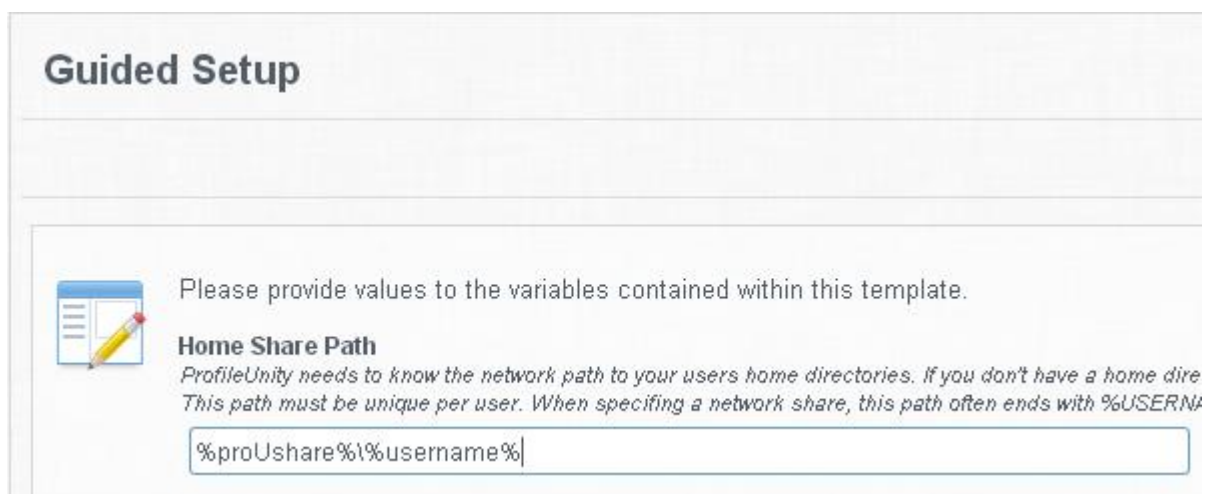 Guided Setup
Please provide values to the variables contained within this template.
Home Share Path
ProfileUnity needs to know the network path to your users home directories. If you don't have a home dire
This path must be unique per user. When specifing a network share, this path often ends with %USERNA
%proUshare%\%username%